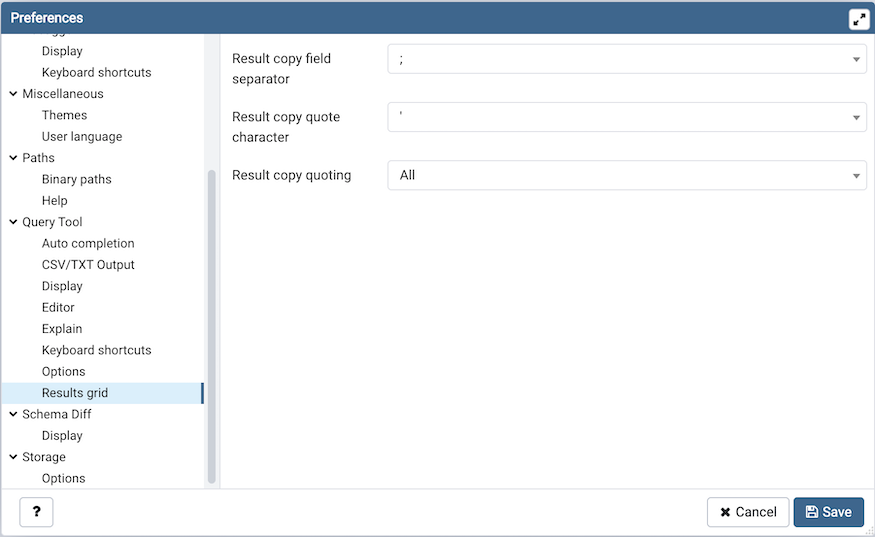 Preferences
Display
Keyboard shortcuts
Miscellaneous
Themes
User language
Paths
Binary paths
Help
Query Tool
Auto completion
CSV/TXT Output
Display
Editor
Explain
Keyboard shortcuts
Options
Results grid
Schema Diff
Display
Storage
Options
Result copy field
separator
;
Result copy quote
character
'
Result copy quoting
All
?
Cancel
Save